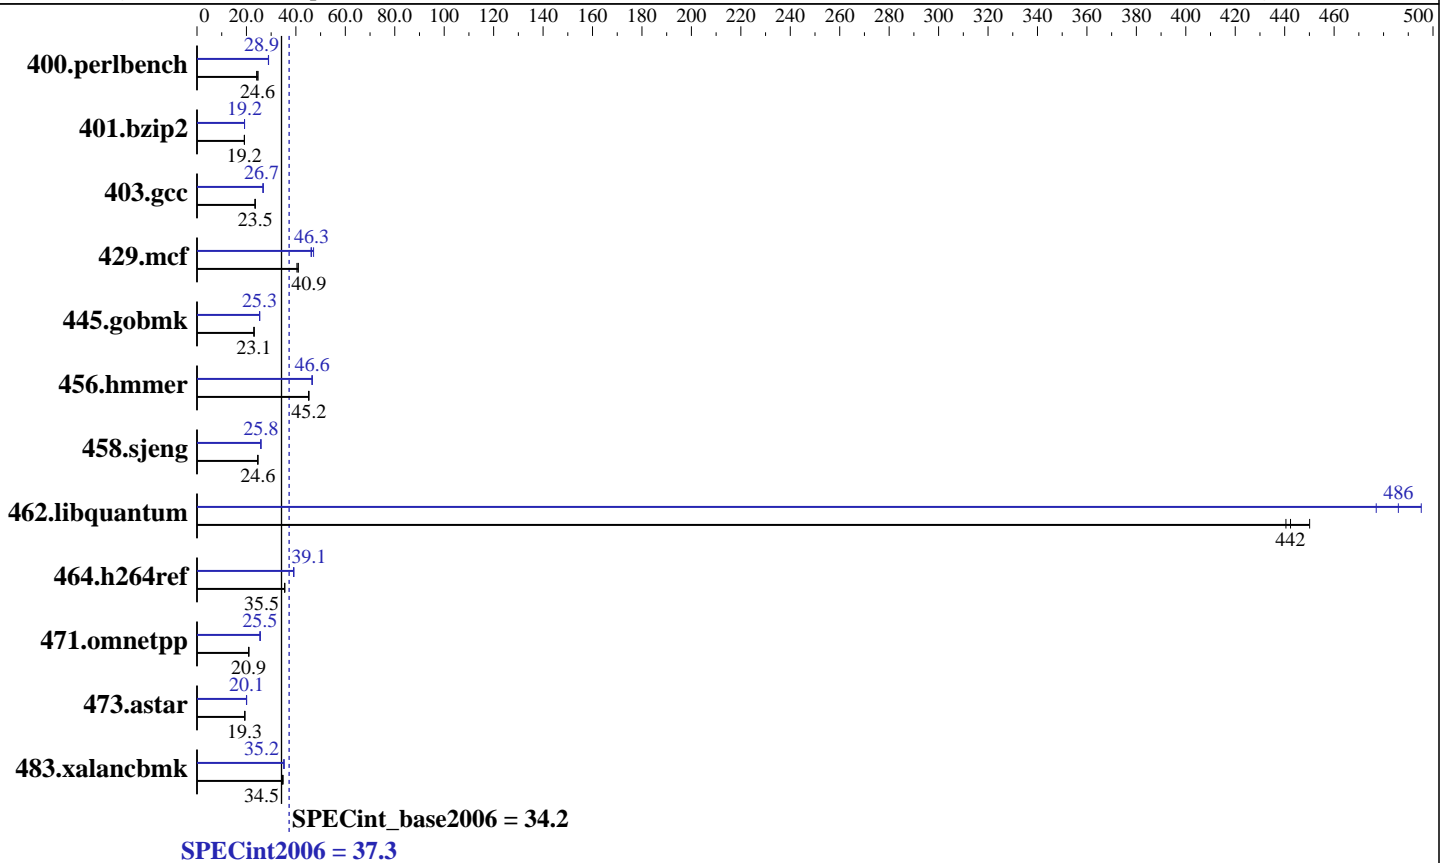 0 20.0 40.0 60.0 80.0 100 120 140 160 180 200 220 240 260 280 300 320 340 360 380 400 420 440 460 500
28.9
400.perlbench
24.6
19.2
401.bzip2
19.2
26.7
403.gcc
23.5
46.3
429.mcf
40.9
25.3
445.gobmk
23.1
46.6
456.hmmer
45.2
25.8
458.sjeng
24.6
486
462.libquantum
442
39.1
464.h264ref
35.5
25.5
471.omnetpp
20.9
20.1
473.astar
19.3
35.2
483.xalancbmk
34.5
SPECint_base2006 = 34.2
SPECint2006 = 37.3